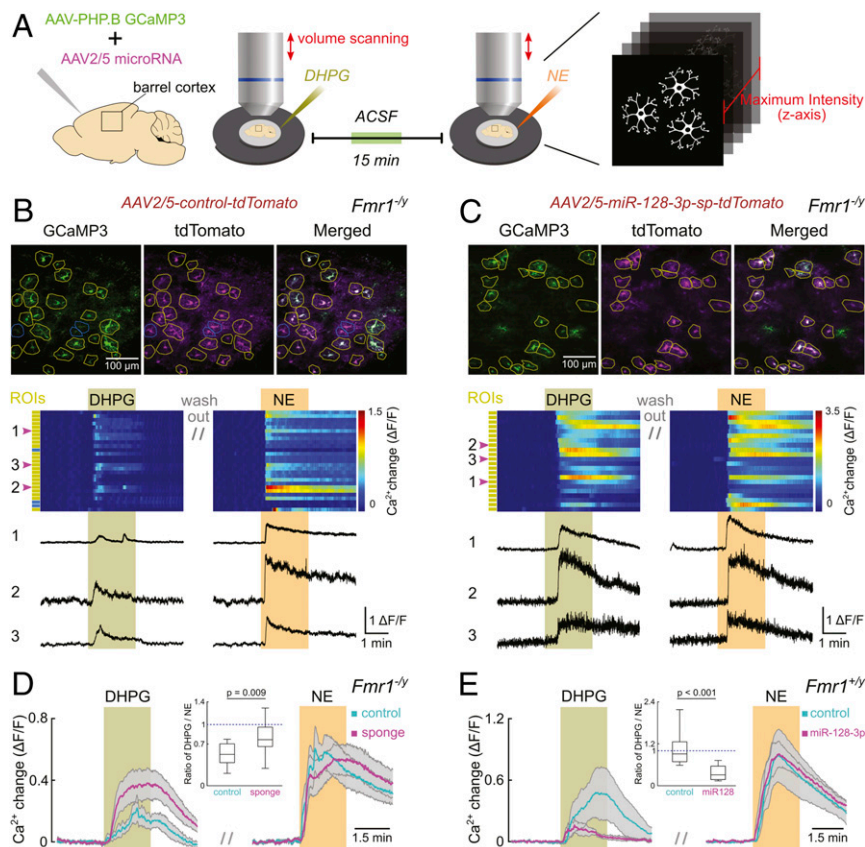 A
AAV-PHP.B GCaMP3
+
AAV2/5 microRNA
barrel cortex
volume scanning
DHPG
ACSF
15 min
NE
Maximum Intensity
(z-axis)
B
AAV2/5-control-tdTomato
Fmr1-/y
GCaMP3
tdTomato
Merged
100 µm
ROIs
DHPG
wash
out
//
NE
1
3
2
1.5
0
Ca2+change (ΔF/F)
1
2
3
1 ΔF/F
1 min
C
AAV2/5-miR-128-3p-sp-tdTomato
Fmr1-/y
GCaMP3
tdTomato
Merged
100 µm
ROIs
DHPG
wash
out
//
NE
2
3
1
3.5
0
Ca2+change (ΔF/F)
1
2
3
1 ΔF/F
1 min
D
DHPG
NE
Fmr1-/y
Ca2+ change (ΔF/F)
0.8
0.4
0
p = 0.009
Ratio of DHPG / NE
1.4
1
0.7
0
control
sponge
control
sponge
//
1.5 min
E
DHPG
NE
Fmr1+/y
Ca2+ change (ΔF/F)
1.2
0.6
0
p < 0.001
Ratio of DHPG / NE
2.4
1.2
1
0
control
miR128
control
miR-128-3p
//
1.5 min